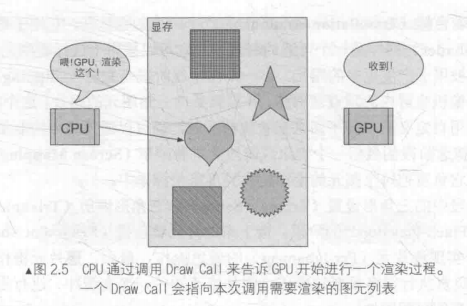 显存
喂!GPU, 渲染
这个!
收到!
CPU
GPU
▲图 2.5 CPU 通过调用 Draw Call 来告诉 GPU 开始进行一个渲染过程。
一个 Draw Call 会指向本次调用需要渲染的图元列表